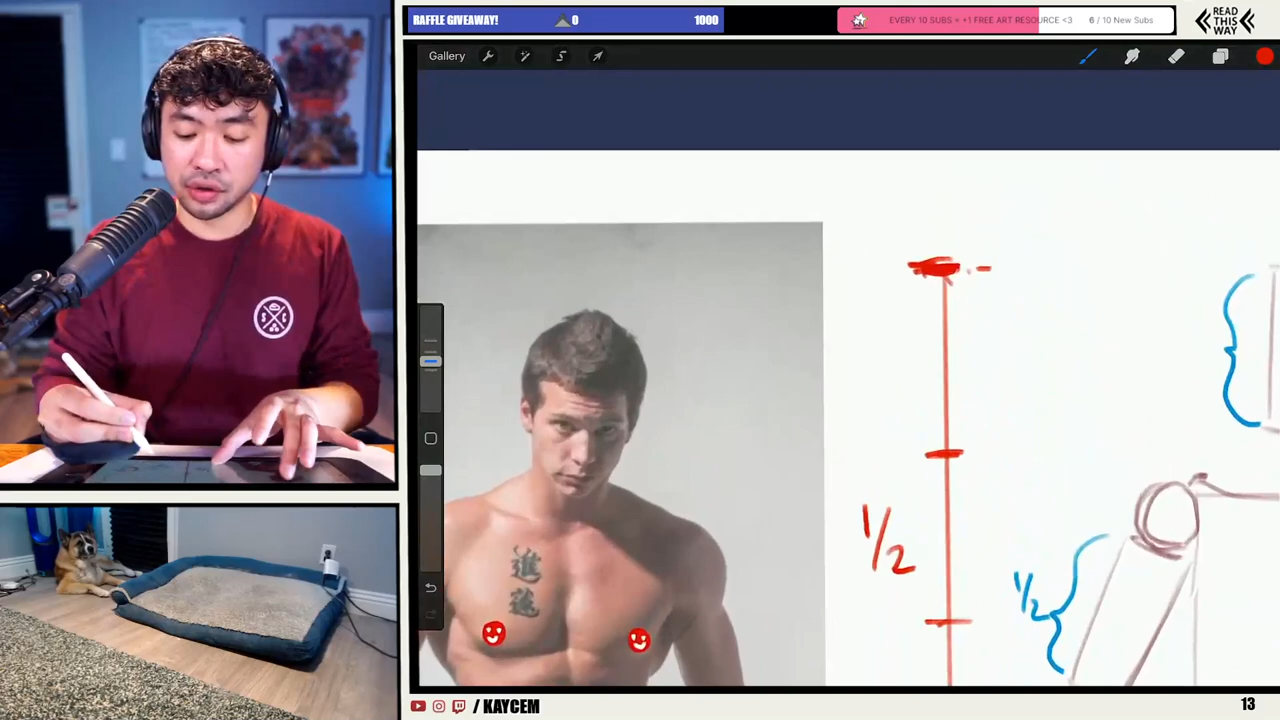 RAFFLE GIVEAWAY!
0
1000
EVERY 10 SUBS = +1 FREE ART RESOURCE <3
6 / 10 New Subs
READ
THIS
WAY
Gallery
S C
1/2
1/2
進
/ KAYCEM
13